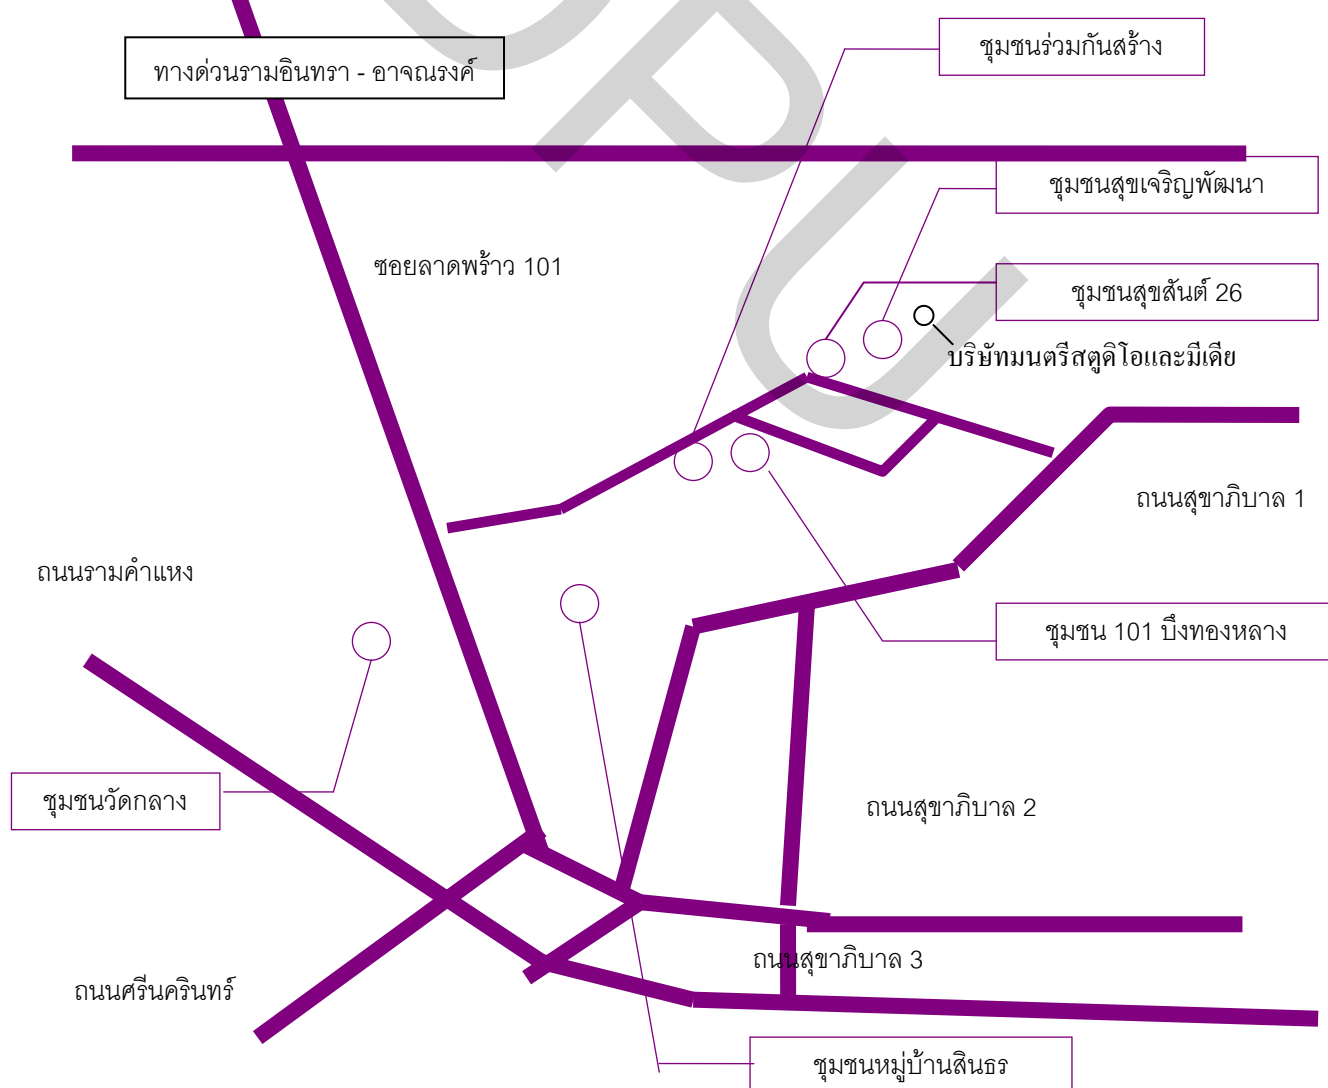 ชุมชนร่วมกันสร้าง
ทางด่วนรามอินทรา - อาจณรงค์
ชุมชนสุขเจริญพัฒนา
ซอยลาดพร้าว 101
ชุมชนสุขสันต์ 26
บริษัทมนตรีสตูดิโอและมีเดีย
ถนนสุขาภิบาล 1
ถนนรามคำแหง
ชุมชน 101 บึงทองหลาง
ชุมชนวัดกลาง
ถนนสุขาภิบาล 2
ถนนสุขาภิบาล 3
ถนนศรีนครินทร์
ชุมชนหมู่บ้านสินธร